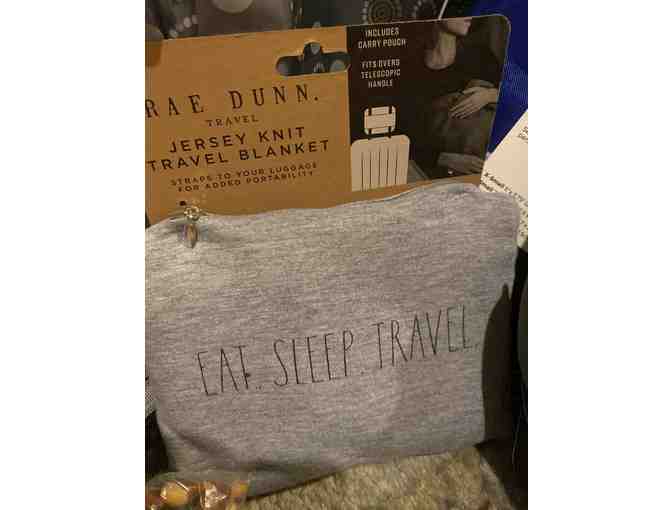 INCLUDES
CARRY POUCH
FITS OVERD
TELESCOPIC
HANDLE
RAE DUNN.
TRAVEL
JERSEY KNIT
TRAVEL BLANKET
STRAPS TO YOUR LUGGAGE
FOR ADDED PORTABILITY
EAT. SLEEP. TRAVEL.